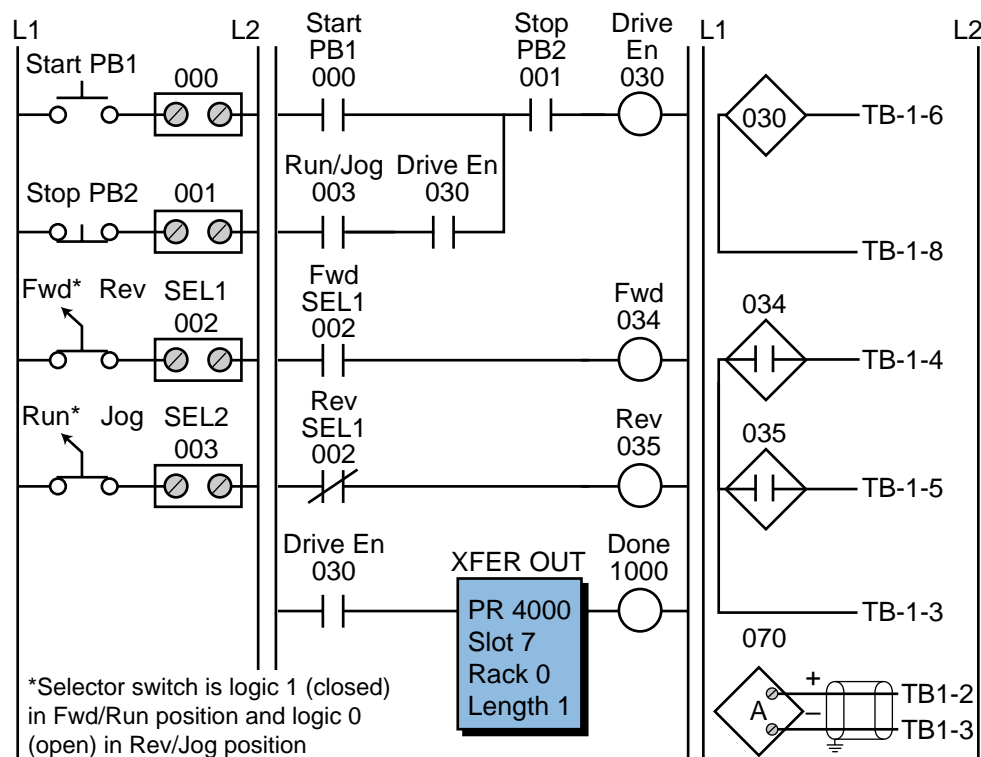 L1
L2
Start PB1
000
Stop PB2
001
Fwd* Rev
SEL1
002
Run* Jog
SEL2
003
*Selector switch is logic 1 (closed)
in Fwd/Run position and logic 0
(open) in Rev/Jog position
Start
PB1
000
Stop
PB2
001
Drive
En
030
Run/Jog
003
Drive En
030
Fwd
SEL1
002
Fwd
034
Rev
SEL1
002
Rev
035
Drive En
030
XFER OUT
PR 4000
Slot 7
Rack 0
Length 1
Done
1000
L1
L2
030
TB-1-6
TB-1-8
034
TB-1-4
035
TB-1-5
TB-1-3
070
A
+
–
TB1-2
TB1-3